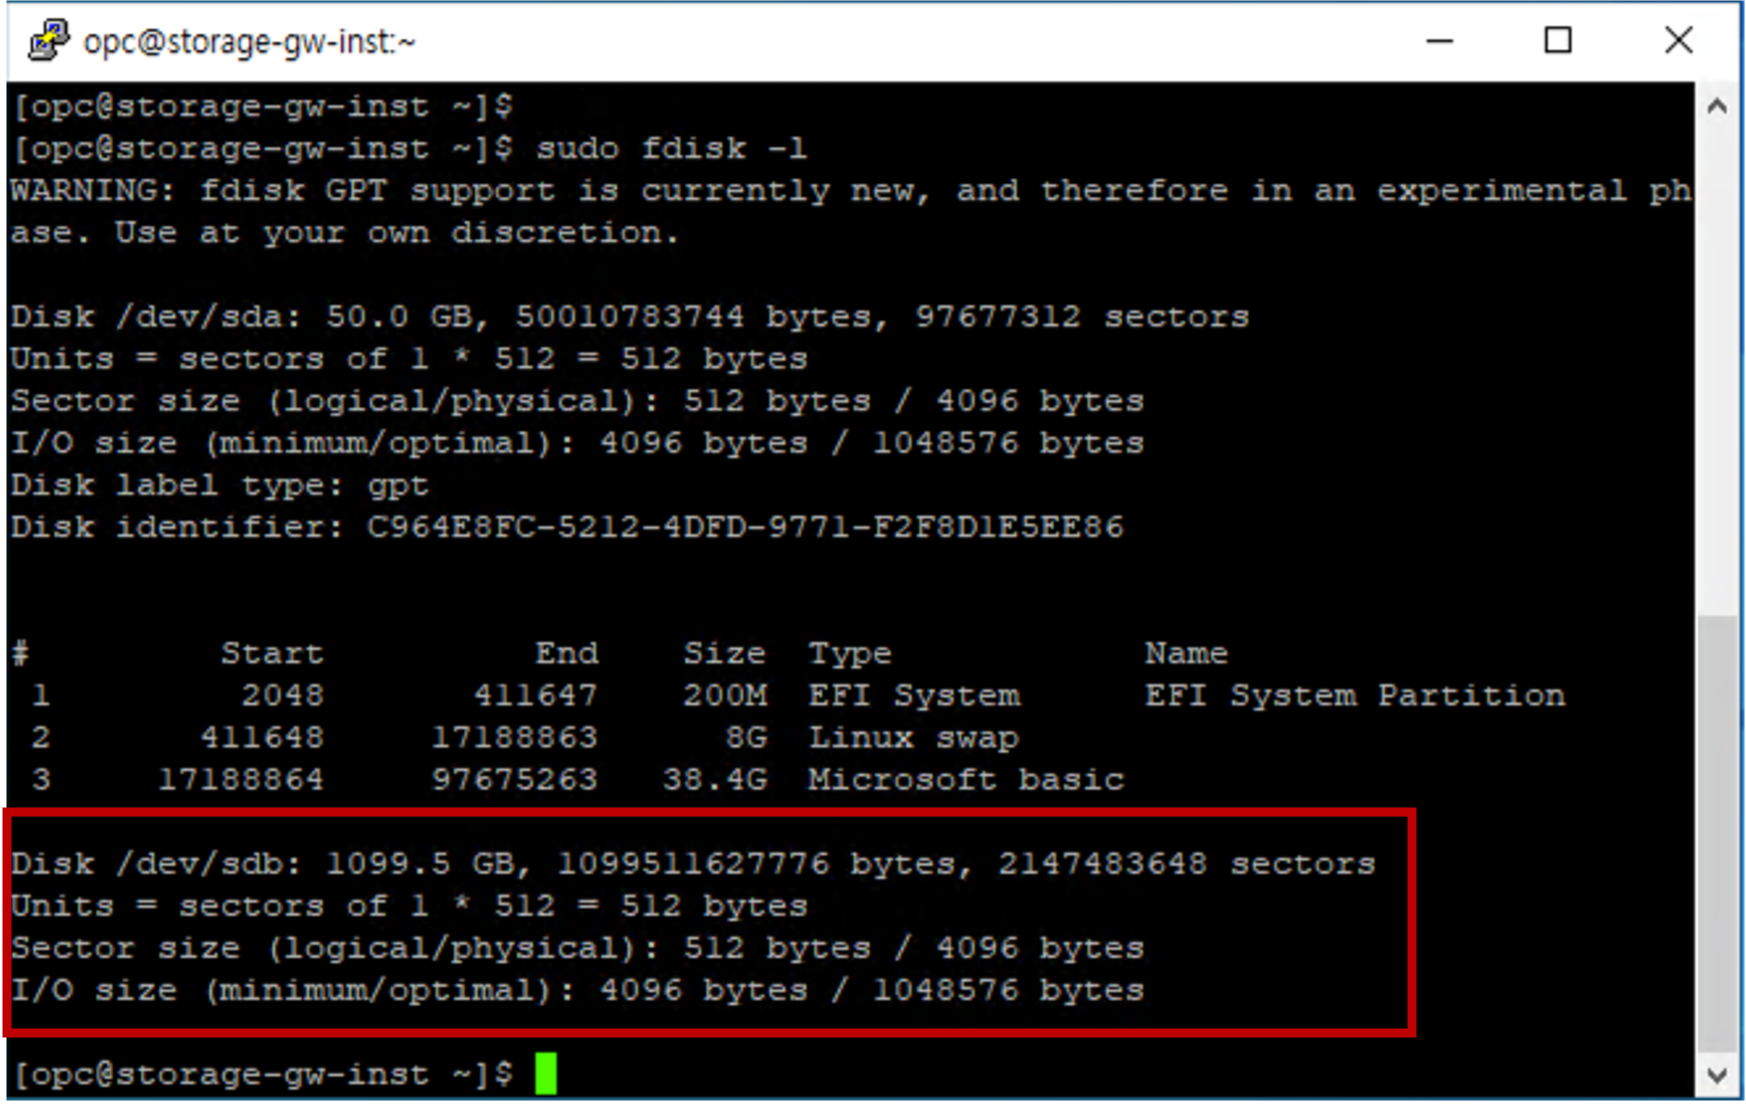 opc@storage-gw-inst:~
[opc@storage-gw-inst ~]$
[opc@storage-gw-inst ~]$ sudo fdisk -l
WARNING: fdisk GPT support is currently new, and therefore in an experimental ph
ase. Use at your own discretion.
Disk /dev/sda: 50.0 GB, 50010783744 bytes, 97677312 sectors
Units = sectors of 1 * 512 = 512 bytes
Sector size (logical/physical): 512 bytes / 4096 bytes
I/O size (minimum/optimal): 4096 bytes / 1048576 bytes
Disk label type: gpt
Disk identifier: C964E8FC-5212-4DFD-9771-F2F8D1E5EE86
#         Start          End    Size  Type            Name
 1         2048       411647    200M  EFI System      EFI System Partition
 2       411648     17188863      8G  Linux swap
 3     17188864     97675263   38.4G  Microsoft basic
Disk /dev/sdb: 1099.5 GB, 1099511627776 bytes, 2147483648 sectors
Units = sectors of 1 * 512 = 512 bytes
Sector size (logical/physical): 512 bytes / 4096 bytes
I/O size (minimum/optimal): 4096 bytes / 1048576 bytes
[opc@storage-gw-inst ~]$